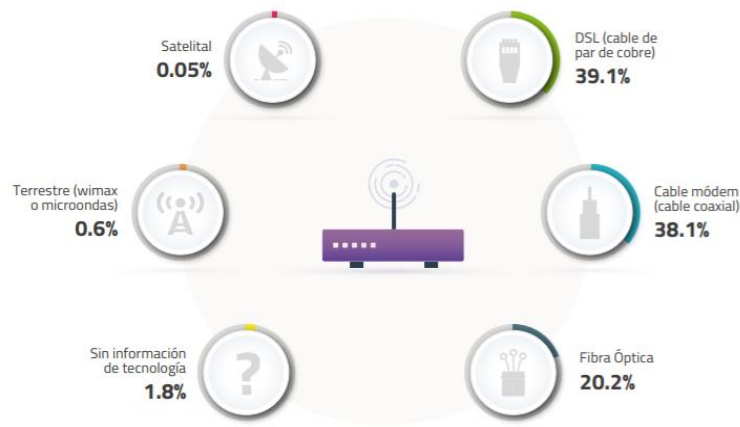 Satelital
0.05%
DSL (cable de
par de cobre)
39.1%
Terrestre (wimax
o microondas)
0.6%
Cable módem
(cable coaxial)
38.1%
Sin información
de tecnología
1.8%
?
Fibra Óptica
20.2%